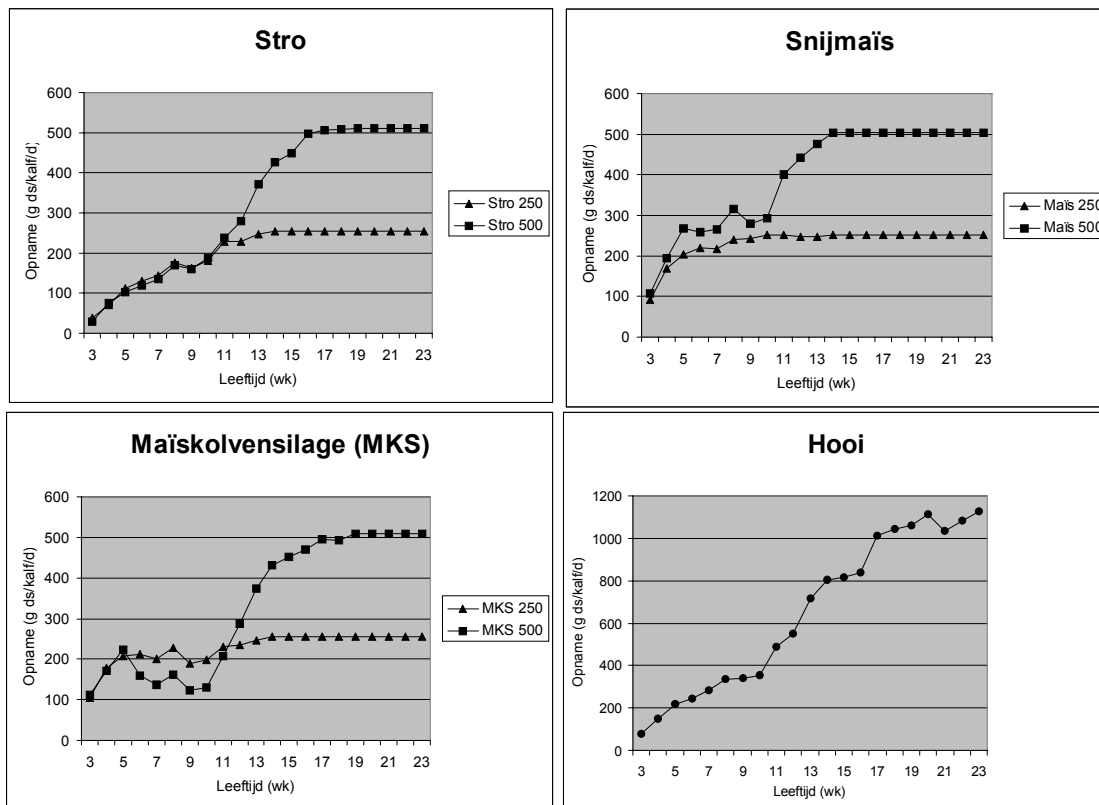 Stro
Opname (g ds/kalf/d)
600
500
400
300
200
100
0
3 5 7 9 11 13 15 17 19 21 23
Leeftijd (wk)
Stro 250
Stro 500
Snijmaïs
Opname (g ds/kalf/d)
600
500
400
300
200
100
0
3 5 7 9 11 13 15 17 19 21 23
Leeftijd (wk)
Maïs 250
Maïs 500
Maïskolvensilage (MKS)
Opname (g ds/kalf/d)
600
500
400
300
200
100
0
3 5 7 9 11 13 15 17 19 21 23
Leeftijd (wk)
MKS 250
MKS 500
Hooi
Opname (g ds/kalf/d)
1200
1000
800
600
400
200
0
3 5 7 9 11 13 15 17 19 21 23
Leeftijd (wk)